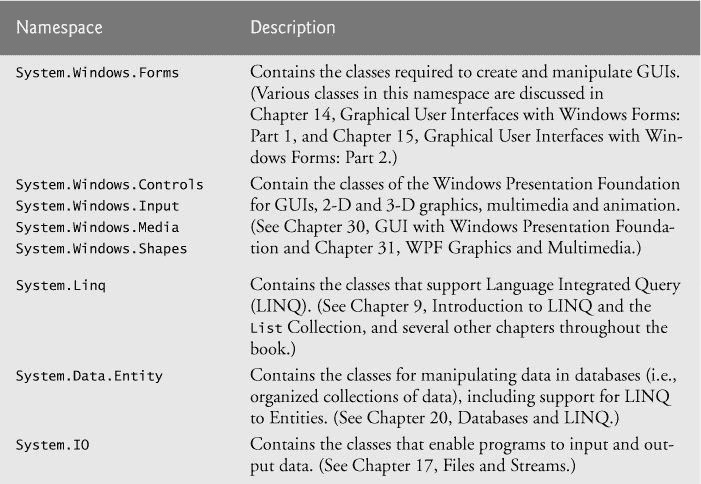 Namespace Description
System.Windows.Forms Contains the classes required to create and manipulate GUIs.
(Various classes in this namespace are discussed in
Chapter 14, Graphical User Interfaces with Windows Forms:
Part 1, and Chapter 15, Graphical User Interfaces with Win-
dows Forms: Part 2.)
System.Windows.Controls Contain the classes of the Windows Presentation Foundation
System.Windows.Input for GUIs, 2-D and 3-D graphics, multimedia and animation.
System.Windows.Media (See Chapter 30, GUI with Windows Presentation Founda-
System.Windows.Shapes tion and Chapter 31, WPF Graphics and Multimedia.)
System.Linq Contains the classes that support Language Integrated Query
(LINQ). (See Chapter 9, Introduction to LINQ and the
List Collection, and several other chapters throughout the
book.)
System.Data.Entity Contains the classes for manipulating data in databases (i.e.,
organized collections of data), including support for LINQ
to Entities. (See Chapter 20, Databases and LINQ.)
System.IO Contains the classes that enable programs to input and out-
put data. (See Chapter 17, Files and Streams.)